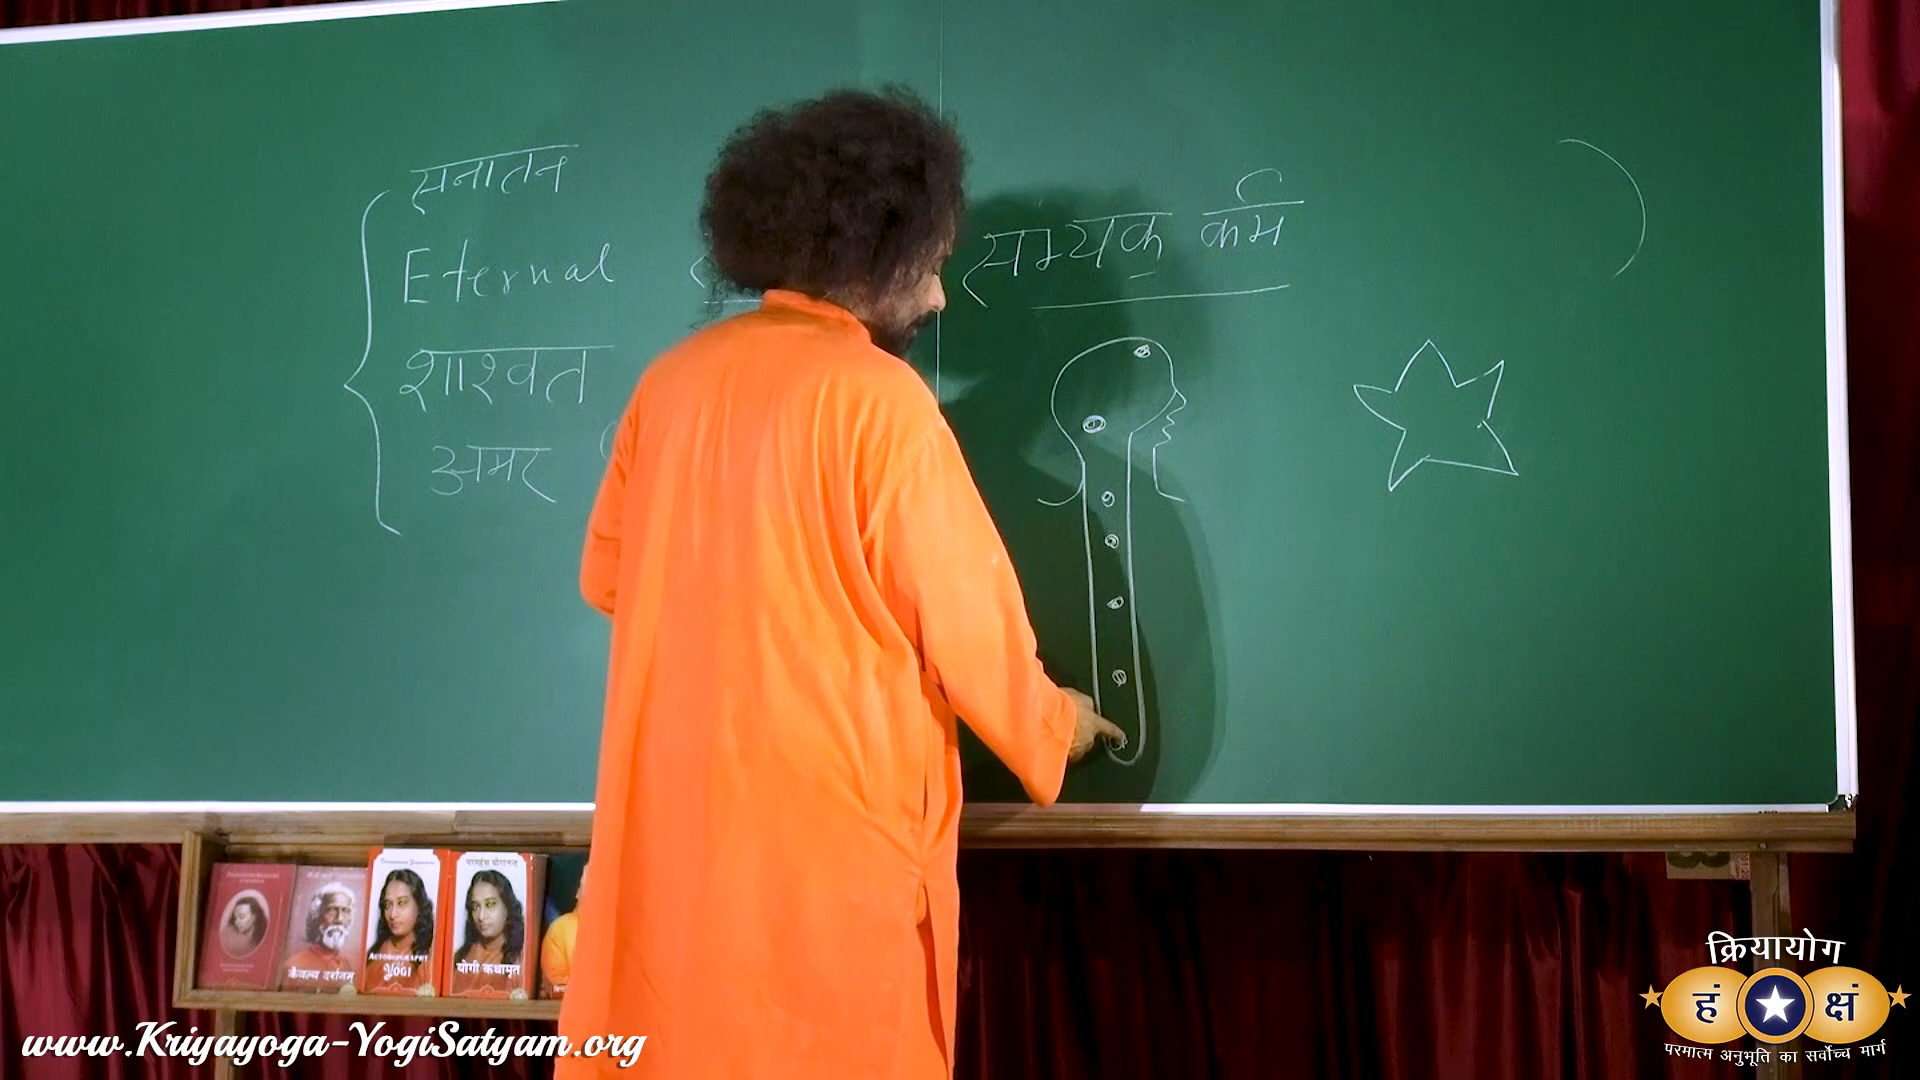 सनातन
Eternal
सम्यक् कर्म
शाश्वत
अमर
AUTOBIOGRAPHY
YOGI
परमहंस योगानन्द
योगी कथामृत
कैवल्य दर्शनम्
www.Kriyayoga-YogiSatyam.org
क्रियायोग
हं क्षं
परमात्म अनुभूति का सर्वोच्च मार्ग